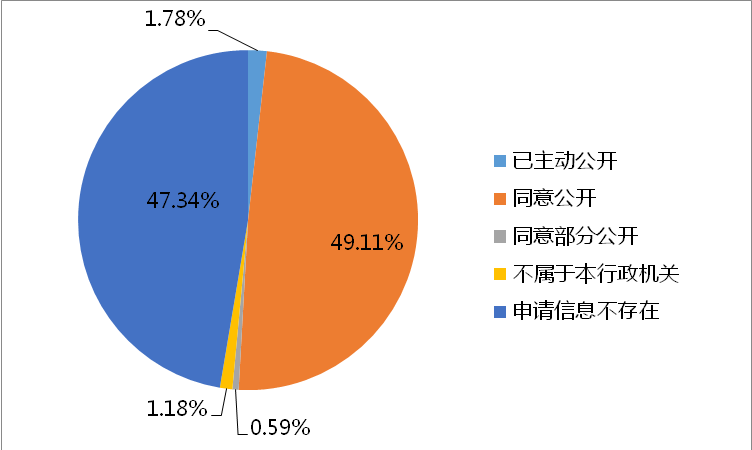 1.78%
47.34%
49.11%
1.18%
0.59%
已主动公开
同意公开
同意部分公开
不属于本行政机关
申请信息不存在